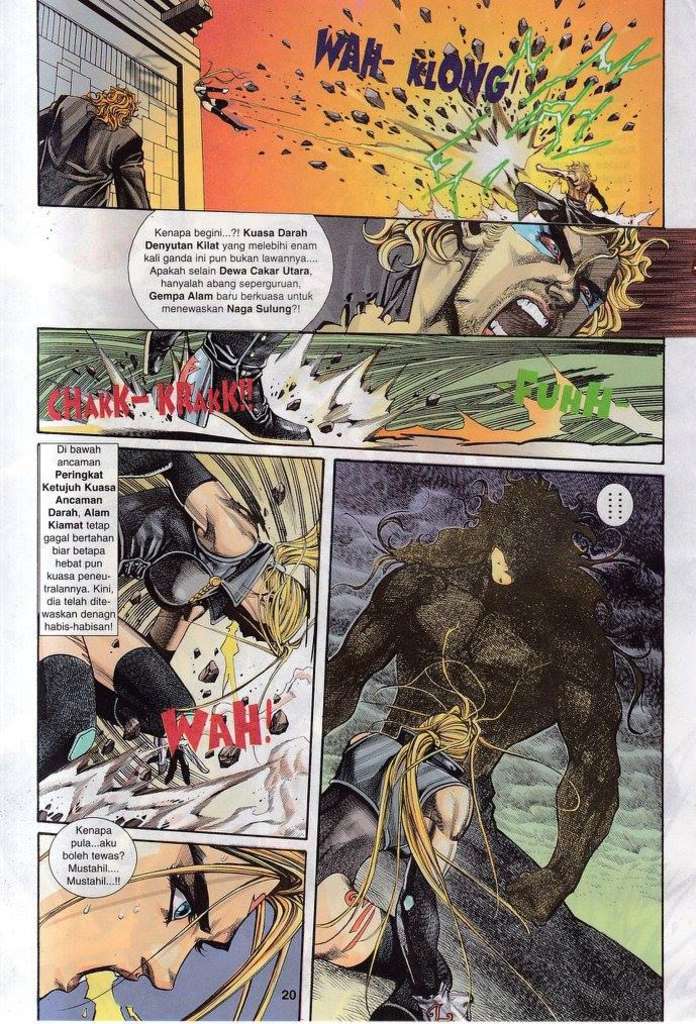 WAH-KLONG!
Kenapa begini...?! Kuasa Darah
Denyutan Kilat yang melebihi enam
kali ganda ini pun bukan lawannya....
Apakah selain Dewa Cakar Utara,
hanyalah abang seperguruan,
Gempa Alam baru berkuasa untuk
menewaskan Naga Sulung?!
CHAKK-KRAKK!!
-FUHH-
Di bawah
ancaman
Peringkat
Ketujuh Kuasa
Ancaman
Darah, Alam
Kiamat tetap
gagal bertahan
biar betapa
hebat pun
kuasa peneu-
tralannya. Kini,
dia telah dite-
waskan denagn
habis-habisan!
WAH!
Kenapa
pula...aku
boleh tewas?
Mustahil....
Mustahil...!!
20